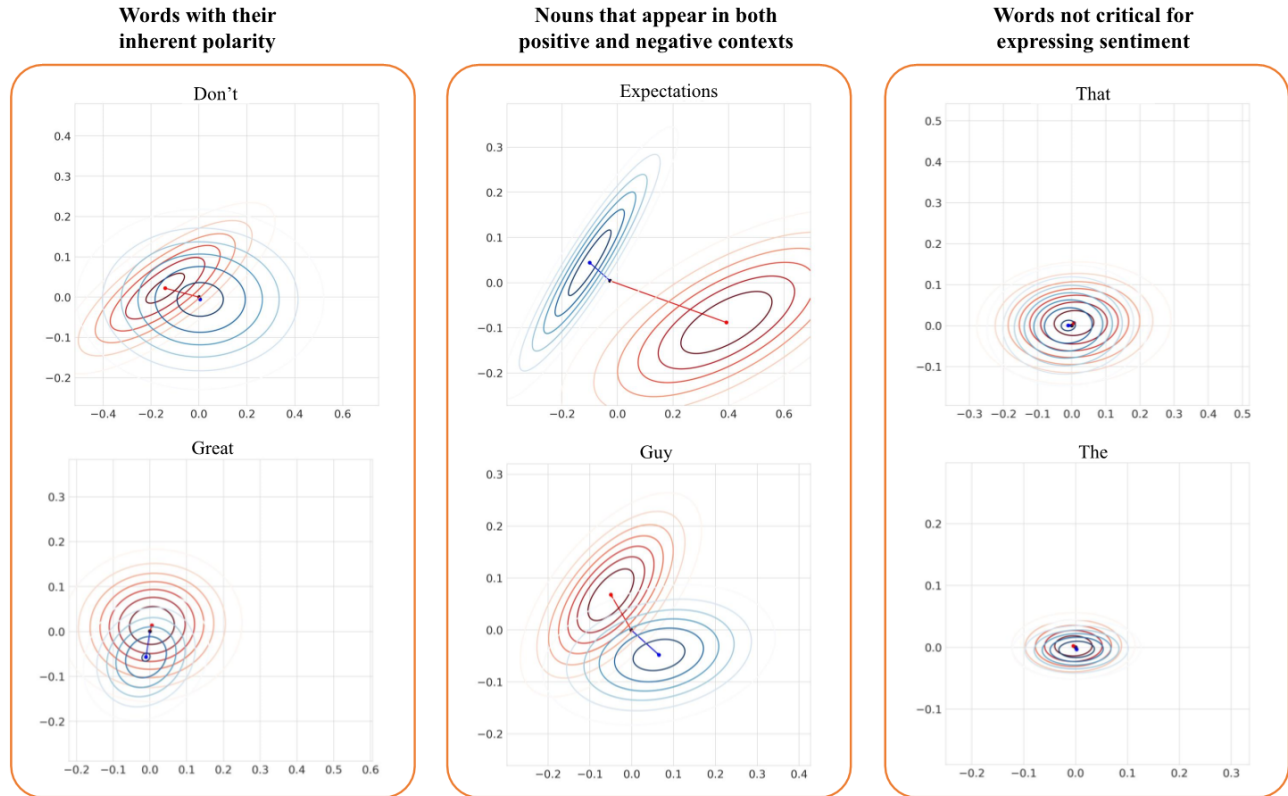 Words with their
inherent polarity
Nouns that appear in both
positive and negative contexts
Words not critical for
expressing sentiment
Don't
0.4
0.3
0.2
0.1
0.0
−0.1
−0.2
−0.4 −0.2 0.0 0.2 0.4 0.6
Expectations
0.3
0.2
0.1
0.0
−0.1
−0.2
−0.2 0.0 0.2 0.4 0.6
That
0.5
0.4
0.3
0.2
0.1
0.0
−0.1
−0.3 −0.2 −0.1 0.0 0.1 0.2 0.3 0.4 0.5
Great
0.3
0.2
0.1
0.0
−0.1
−0.2
−0.2 −0.1 0.0 0.1 0.2 0.3 0.4 0.5 0.6
Guy
0.3
0.2
0.1
0.0
−0.1
−0.2
−0.2 −0.1 0.0 0.1 0.2 0.3 0.4
The
0.2
0.1
0.0
−0.1
−0.2 −0.1 0.0 0.1 0.2 0.3